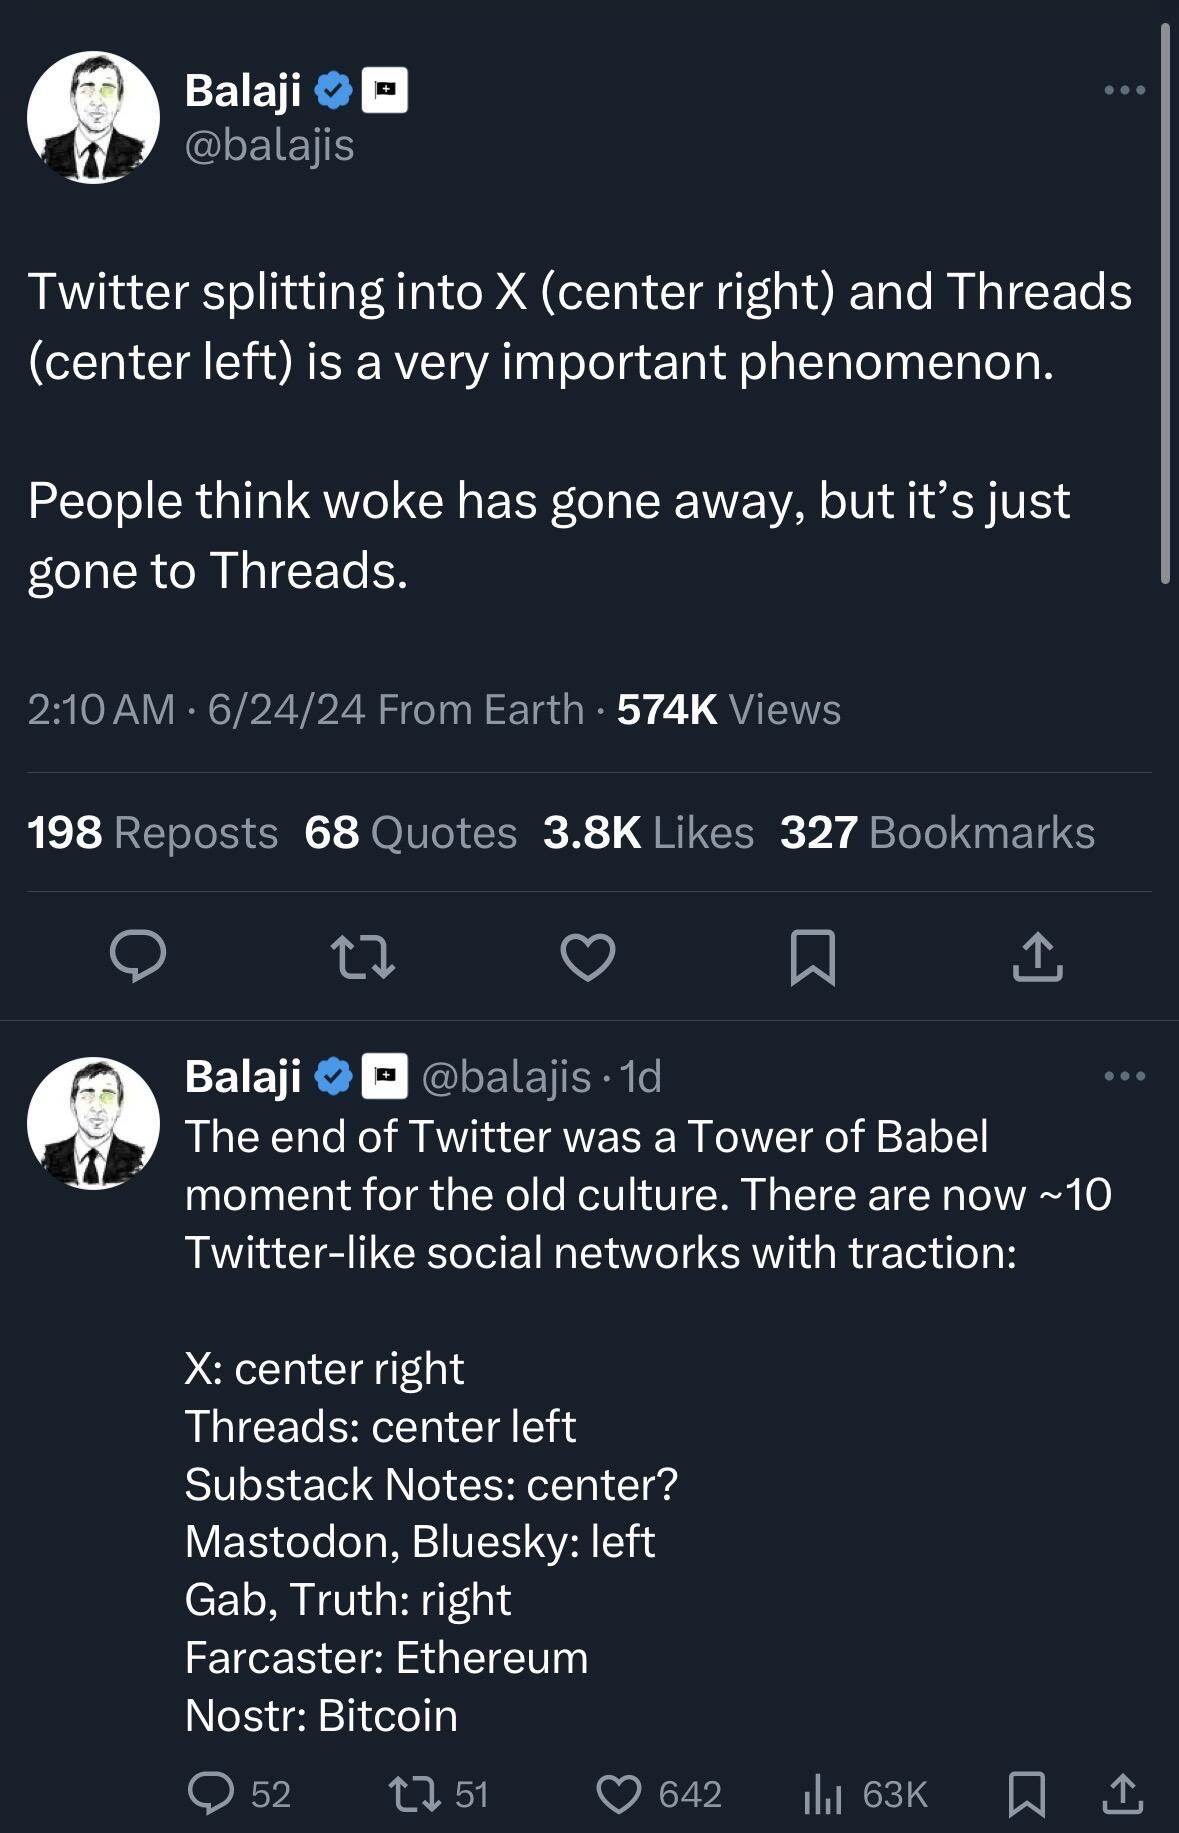 Balaji
@balajis
Twitter splitting into X (center right) and Threads
(center left) is a very important phenomenon.
People think woke has gone away, but it’s just
gone to Threads.
2:10 AM · 6/24/24 From Earth · 574K Views
198 Reposts 68 Quotes 3.8K Likes 327 Bookmarks
Balaji @balajis · 1d
The end of Twitter was a Tower of Babel
moment for the old culture. There are now ~10
Twitter-like social networks with traction:
X: center right
Threads: center left
Substack Notes: center?
Mastodon, Bluesky: left
Gab, Truth: right
Farcaster: Ethereum
Nostr: Bitcoin
52 51 642 63K